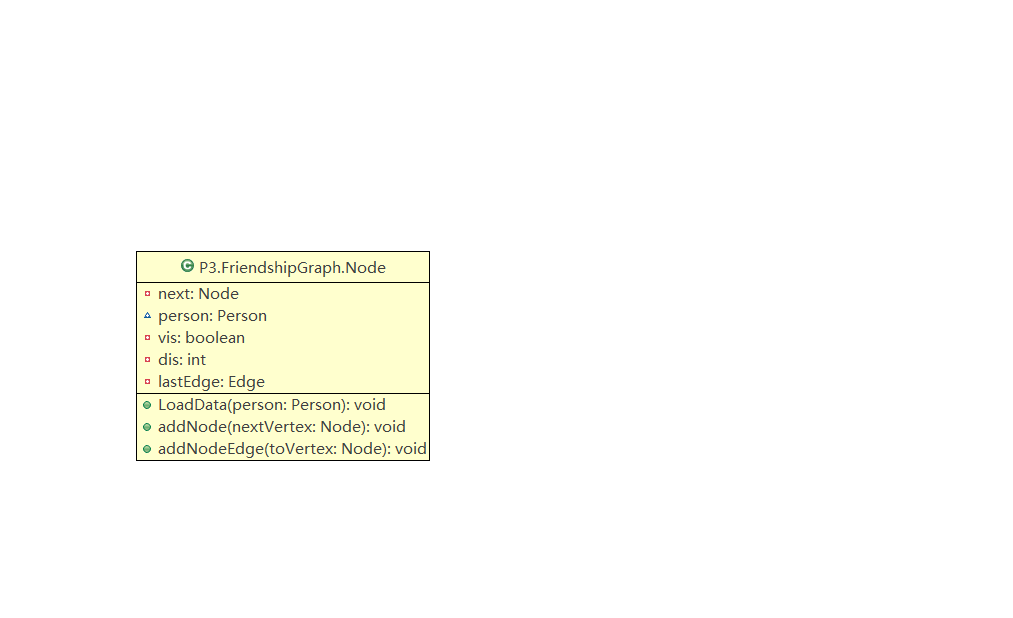 P3.FriendshipGraph.Node
next: Node
person: Person
vis: boolean
dis: int
lastEdge: Edge
LoadData(person: Person): void
addNode(nextVertex: Node): void
addNodeEdge(toVertex: Node): void